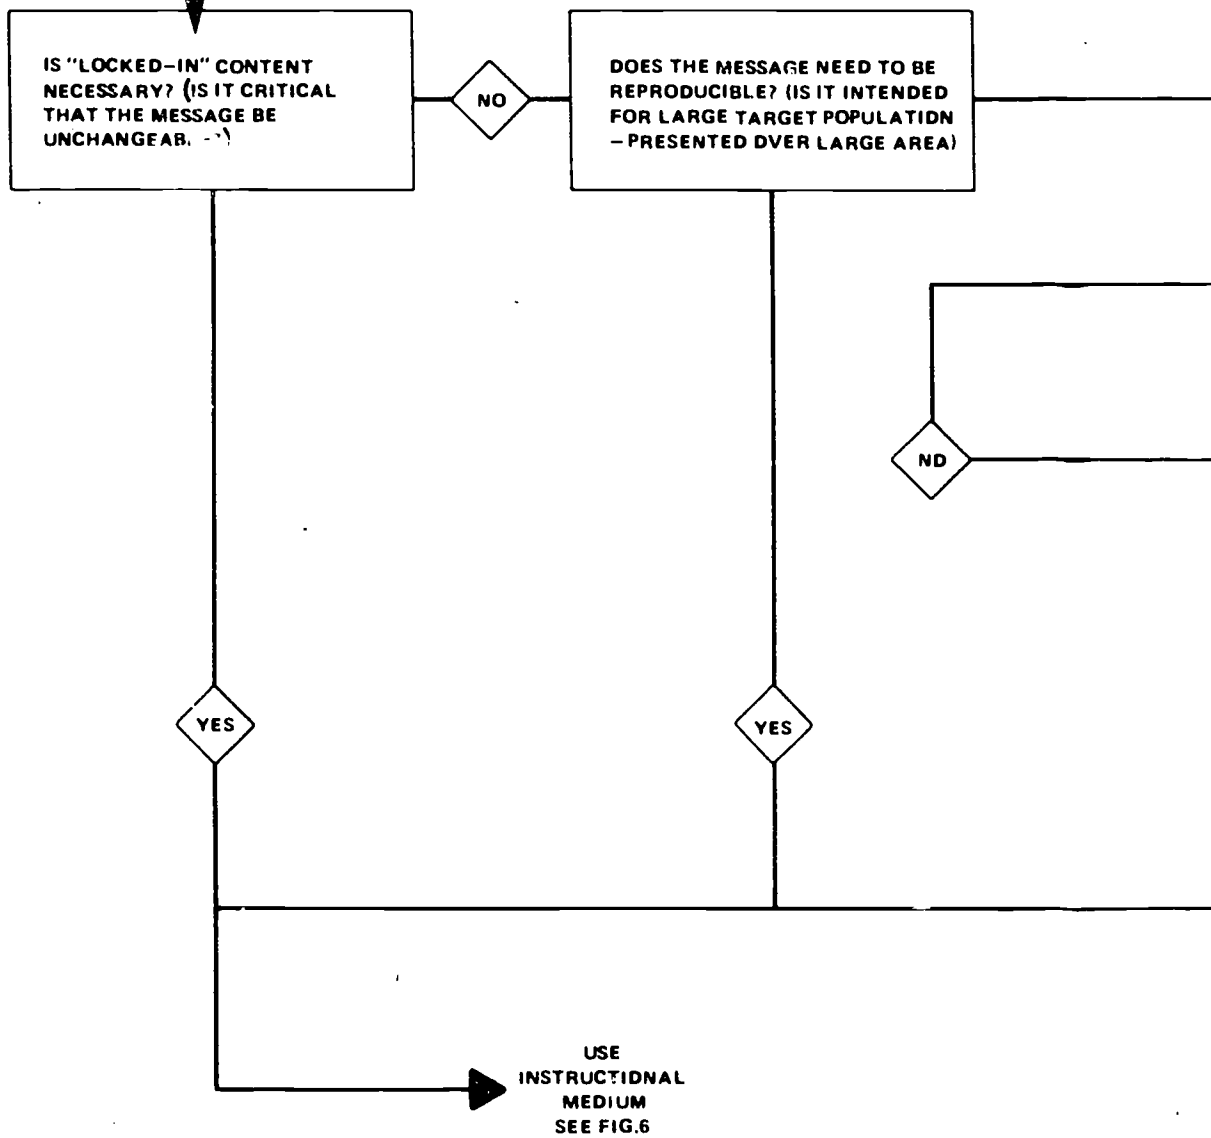 IS "LOCKED-IN" CONTENT
NECESSARY? (IS IT CRITICAL
THAT THE MESSAGE BE
NO
DOES THE MESSAGE NEED TO BE
REPRODUCIBLE? (IS IT INTENDED
FOR LARGE TARGET POPULATIDN
–PRESENTED DVER LARGE AREA)
ND
YES
YES
USE
INSTRUCTIDNAL
MEDIUM
SEE FIG.6